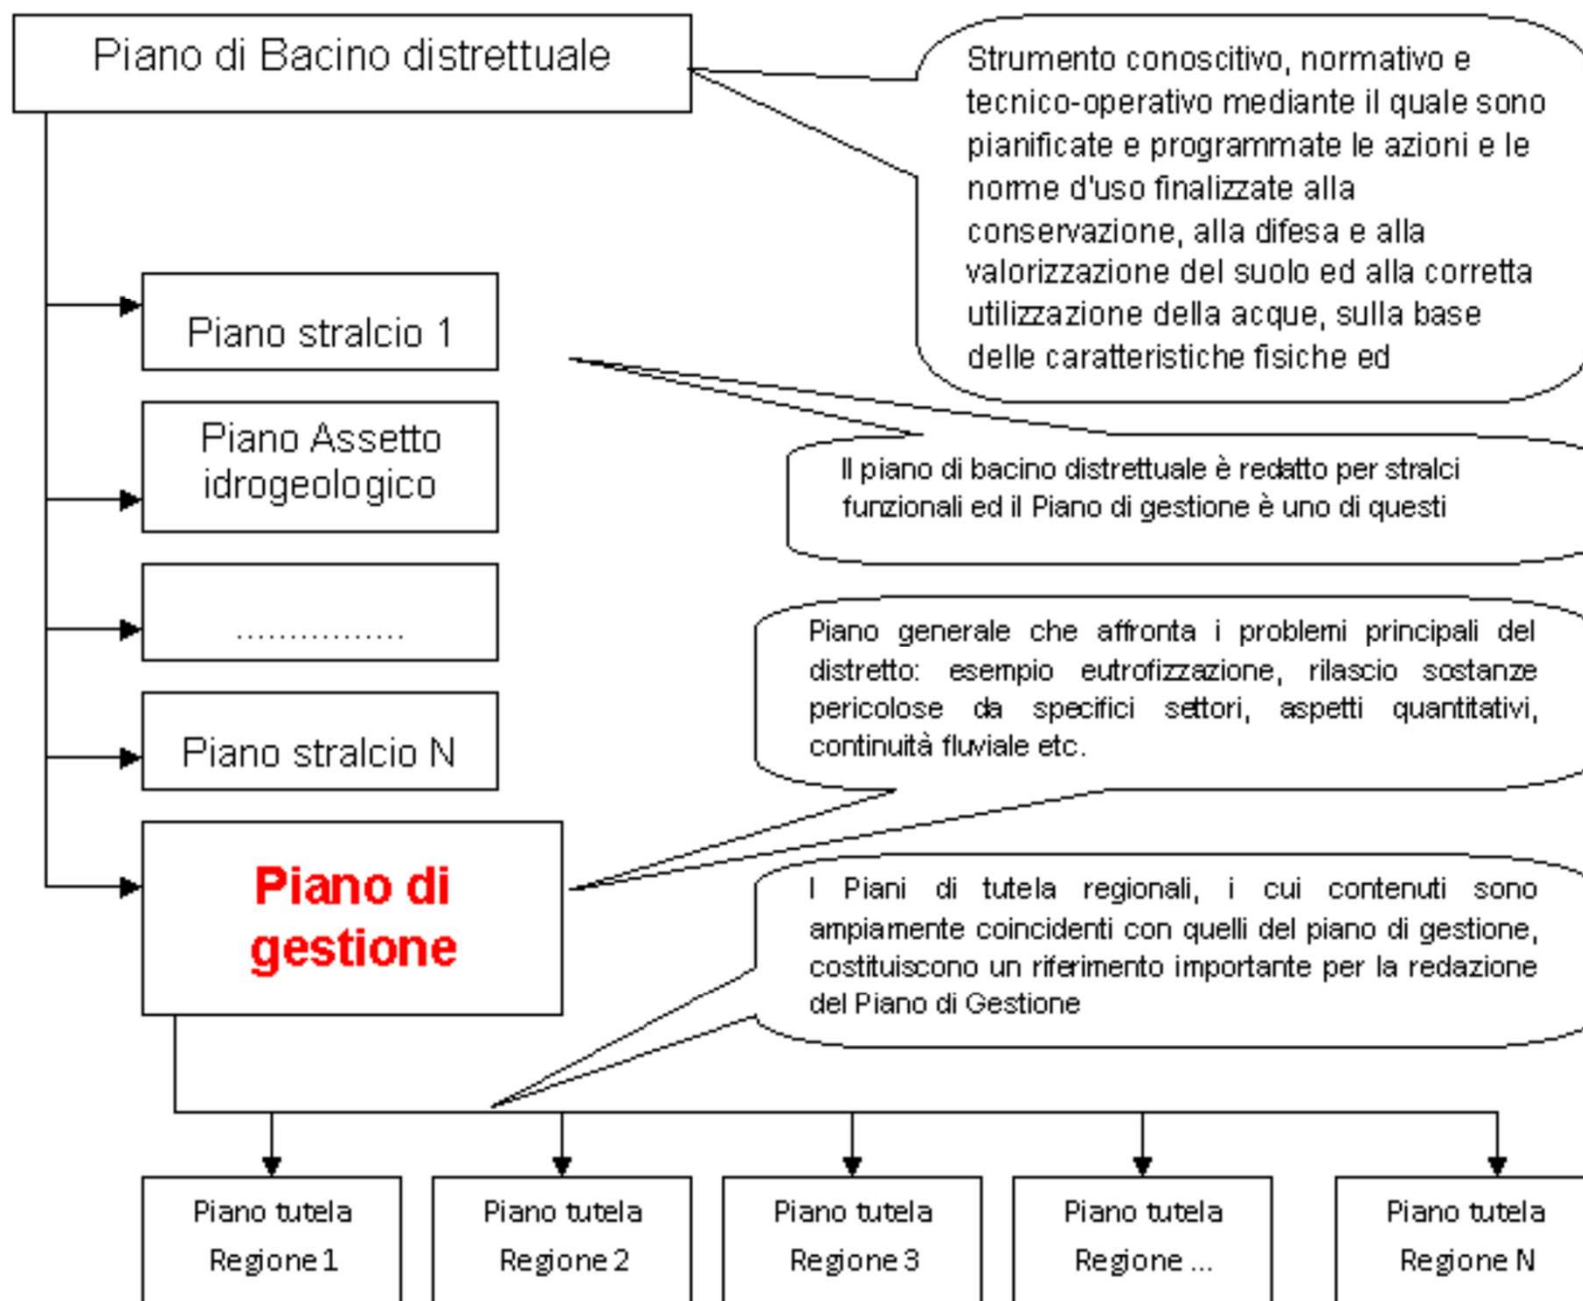 Piano di Bacino distrettuale
Strumento conoscitivo, normativo e
tecnico-operativo mediante il quale sono
pianificate e programmate le azioni e le
norme d'uso finalizzate alla
conservazione, alla difesa e alla
valorizzazione del suolo ed alla corretta
utilizzazione della acque, sulla base
delle caratteristiche fisiche ed
Piano stralcio 1
Piano Assetto
idrogeologico
Il piano di bacino distrettuale è redatto per stralci
funzionali ed il Piano di gestione è uno di questi
................
Piano generale che affronta i problemi principali del
distretto: esempio eutrofizzazione, rilascio sostanze
pericolose da specifici settori, aspetti quantitativi,
continuità fluviale etc.
Piano stralcio N
Piano di
gestione
I Piani di tutela regionali, i cui contenuti sono
ampiamente coincidenti con quelli del piano di gestione,
costituiscono un riferimento importante per la redazione
del Piano di Gestione
Piano tutela
Regione 1
Piano tutela
Regione 2
Piano tutela
Regione 3
Piano tutela
Regione ...
Piano tutela
Regione N